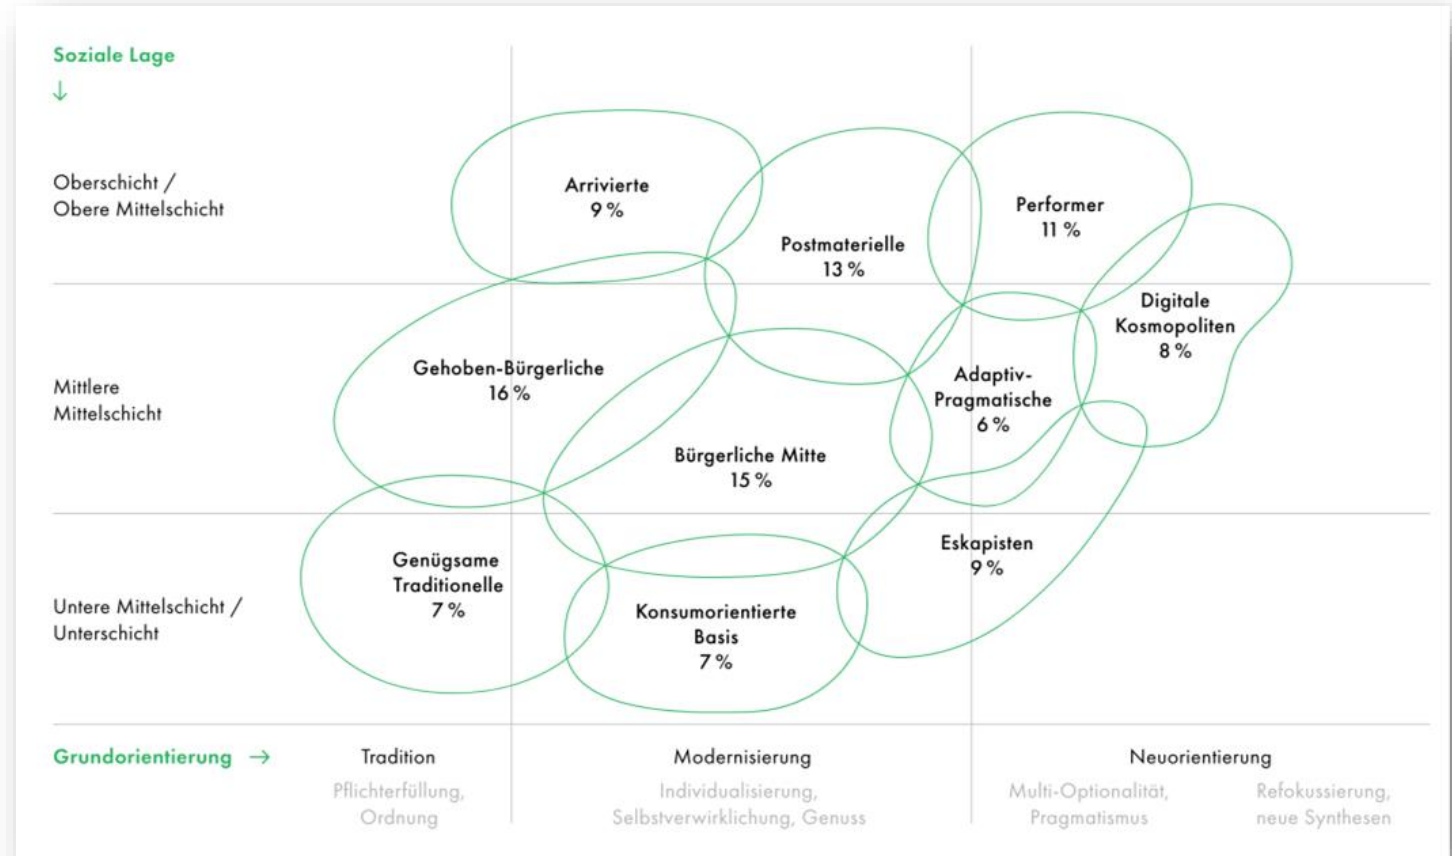 Soziale Lage
↓
Oberschicht /
Obere Mittelschicht
Arrivierte
9 %
Postmaterielle
13 %
Performer
11 %
Digitale
Kosmopoliten
8 %
Mittlere
Mittelschicht
Gehoben-Bürgerliche
16 %
Bürgerliche Mitte
15 %
Adaptiv-
Pragmatische
6 %
Untere Mittelschicht /
Unterschicht
Genügsame
Traditionelle
7 %
Konsumorientierte
Basis
7 %
Eskapisten
9 %
Grundorientierung →
Tradition
Pflichterfüllung,
Ordnung
Modernisierung
Individualisierung,
Selbstverwirklichung, Genuss
Neuorientierung
Multi-Optionalität,
Pragmatismus
Refokussierung,
neue Synthesen